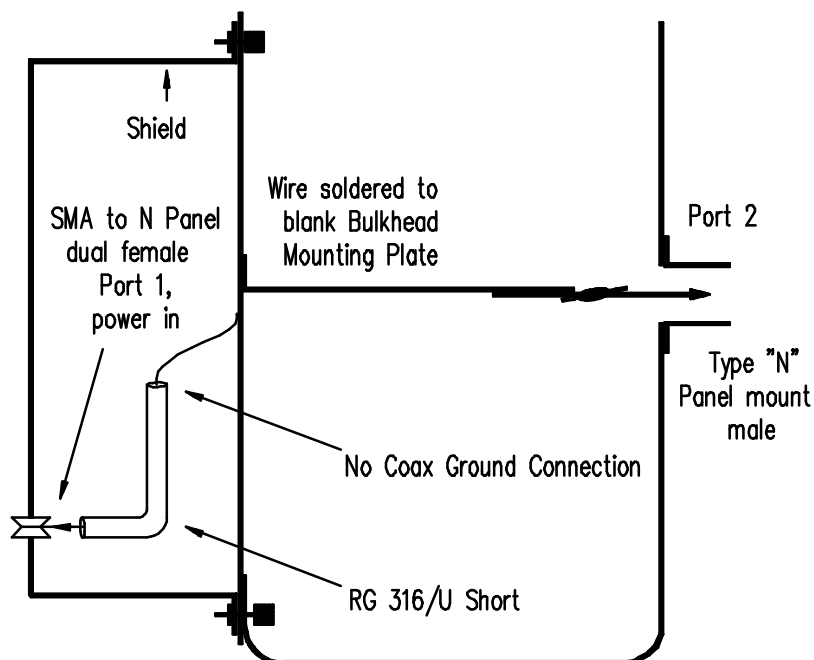 Shield
Wire soldered to
blank Bulkhead
Mounting Plate
SMA to N Panel
dual female
Port 1,
power in
Port 2
Type "N"
Panel mount
male
No Coax Ground Connection
RG 316/U Short